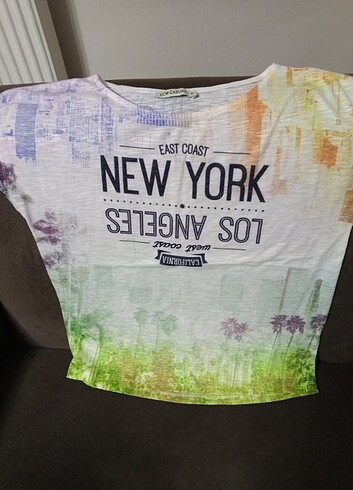 EAST COAST
NEW YORK
LOS ANGELES
west coast
CALIFORNIA